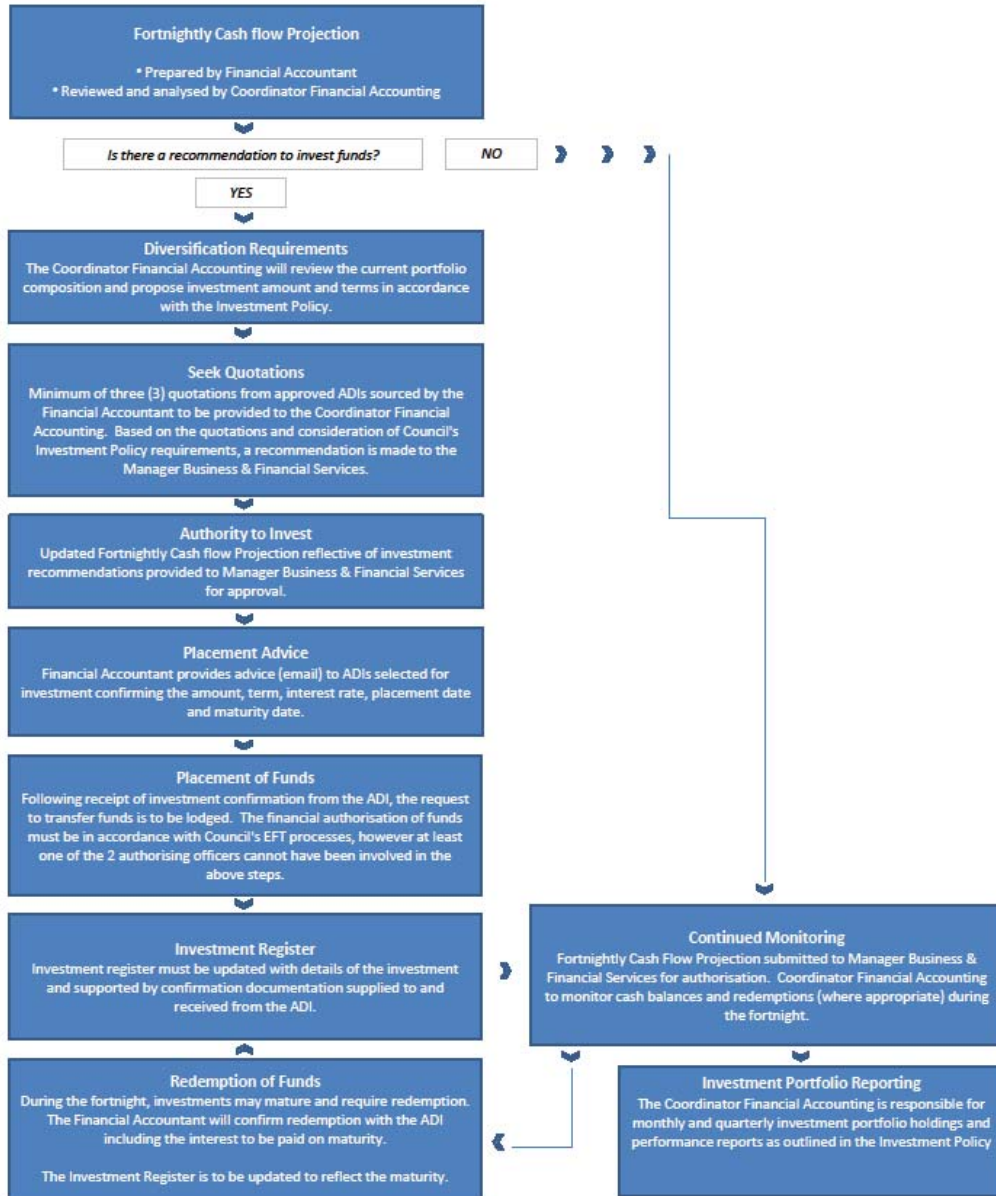 Fortnightly Cash flow Projection
* Prepared by Financial Accountant
* Reviewed and analysed by Coordinator Financial Accounting
Is there a recommendation to invest funds?
NO
YES
Diversification Requirements
The Coordinator Financial Accounting will review the current portfolio
composition and propose investment amount and terms in accordance
with the Investment Policy.
Seek Quotations
Minimum of three (3) quotations from approved ADIs sourced by the
Financial Accountant to be provided to the Coordinator Financial
Accounting. Based on the quotations and consideration of Council's
Investment Policy requirements, a recommendation is made to the
Manager Business & Financial Services.
Authority to Invest
Updated Fortnightly Cash flow Projection reflective of investment
recommendations provided to Manager Business & Financial Services
for approval.
Placement Advice
Financial Accountant provides advice (email) to ADIs selected for
investment confirming the amount, term, interest rate, placement date
and maturity date.
Placement of Funds
Following receipt of investment confirmation from the ADI, the request
to transfer funds is to be lodged. The financial authorisation of funds
must be in accordance with Council's EFT processes, however at least
one of the 2 authorising officers cannot have been involved in the
above steps.
Investment Register
Investment register must be updated with details of the investment
and supported by confirmation documentation supplied to and
received from the ADI.
Continued Monitoring
Fortnightly Cash Flow Projection submitted to Manager Business &
Financial Services for authorisation. Coordinator Financial Accounting
to monitor cash balances and redemptions (where appropriate) during
the fortnight.
Redemption of Funds
During the fortnight, investments may mature and require redemption.
The Financial Accountant will confirm redemption with the ADI
including the interest to be paid on maturity.
The Investment Register is to be updated to reflect the maturity.
Investment Portfolio Reporting
The Coordinator Financial Accounting is responsible for
monthly and quarterly investment portfolio holdings and
performance reports as outlined in the Investment Policy